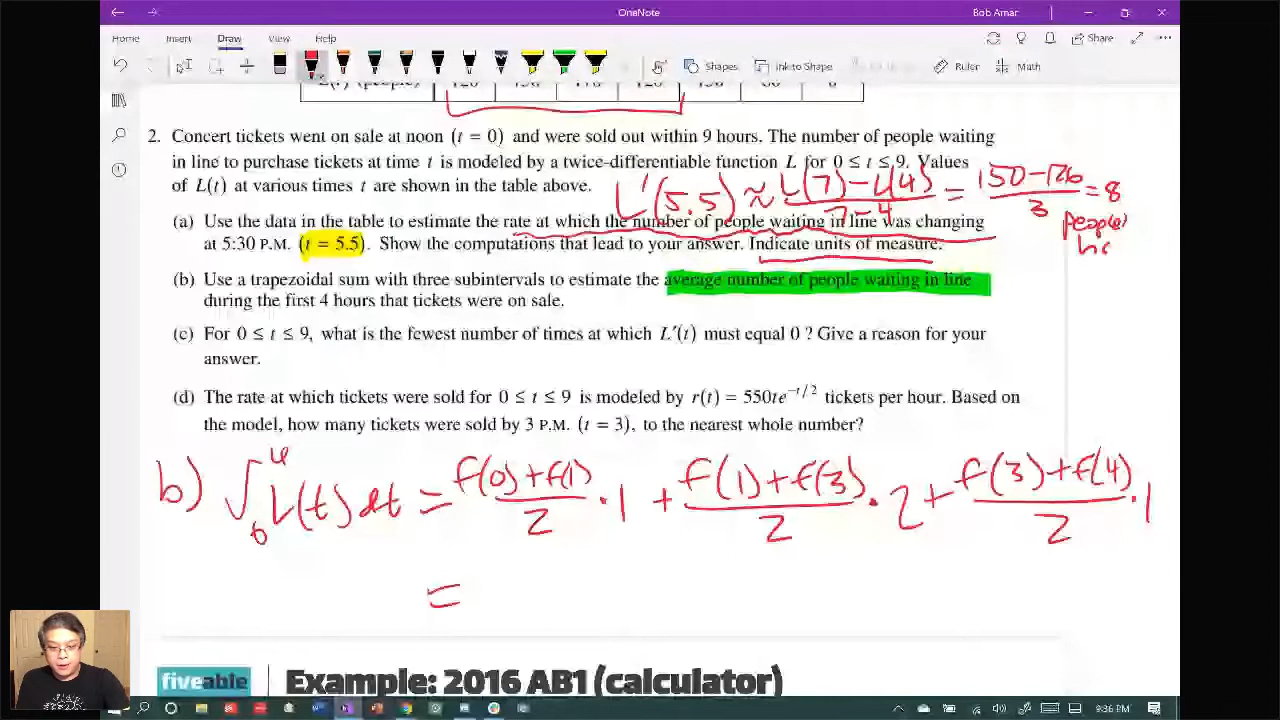 OneNote
Bob Amar
Home Insert Draw View Help
Share
Shapes Ink to Shape Ruler Math
L(t) (people) 120 156 176 126 150 80 0
2. Concert tickets went on sale at noon (t = 0) and were sold out within 9 hours. The number of people waiting
in line to purchase tickets at time t is modeled by a twice-differentiable function L for 0 ≤ t ≤ 9. Values
of L(t) at various times t are shown in the table above.
L'(5.5) ≈ L(7)-L(4) / 7-4 = 150-126 / 3 = 8 people/
(a) Use the data in the table to estimate the rate at which the number of people waiting in line was changing
at 5:30 P.M. (t = 5.5). Show the computations that lead to your answer. Indicate units of measure.
(b) Use a trapezoidal sum with three subintervals to estimate the average number of people waiting in line
during the first 4 hours that tickets were on sale.
(c) For 0 ≤ t ≤ 9, what is the fewest number of times at which L'(t) must equal 0 ? Give a reason for your
answer.
(d) The rate at which tickets were sold for 0 ≤ t ≤ 9 is modeled by r(t) = 550te^(-t/2) tickets per hour. Based on
the model, how many tickets were sold by 3 P.M. (t = 3), to the nearest whole number?
b) ∫₀⁴ L(t) dt = f(0)+f(1) / 2 · 1 + f(1)+f(3) / 2 · 2 + f(3)+f(4) / 2 · 1
=
fiveable Example: 2016 AB1 (calculator)
9:36 PM